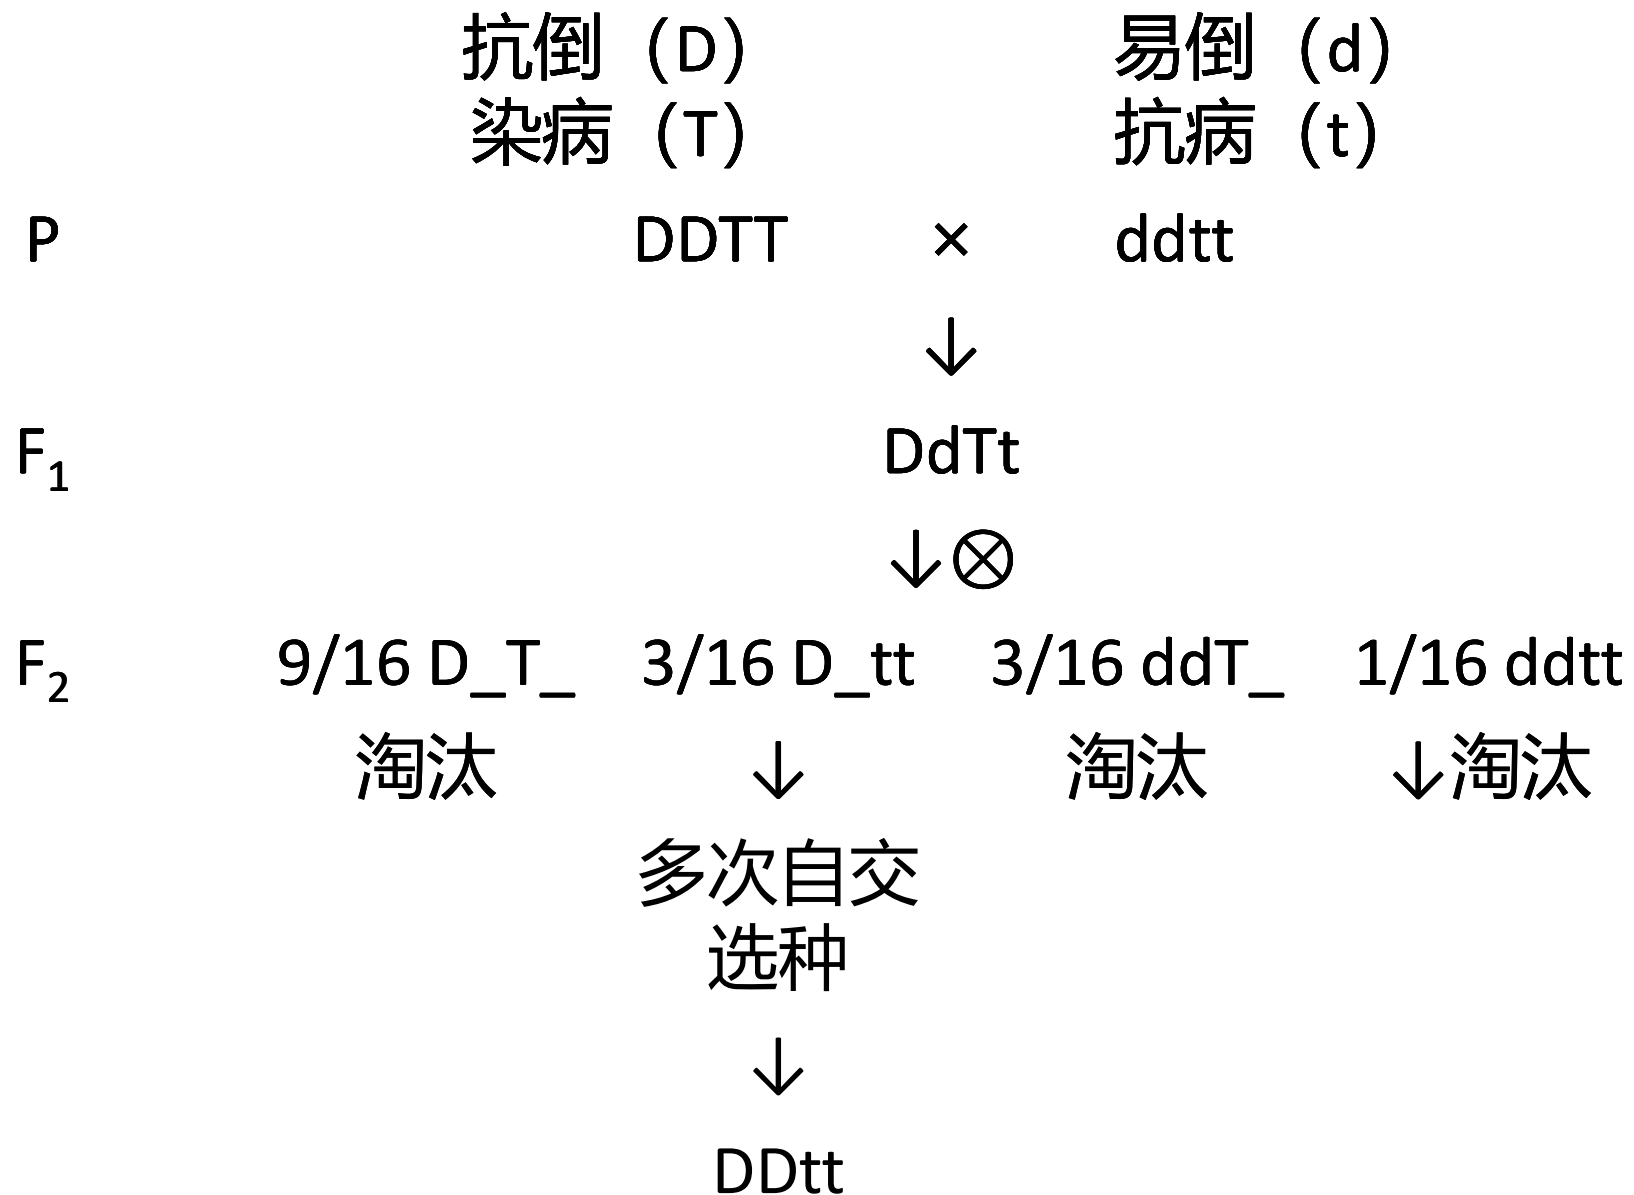 抗倒（D） 易倒（d）
染病（T） 抗病（t）
P DDTT × ddtt
↓
F₁ DdTt
↓⊗
F₂ 9/16 D_T_ 3/16 D_tt 3/16 ddT_ 1/16 ddtt
淘汰 ↓ 淘汰 ↓淘汰
多次自交
选种
↓
DDtt